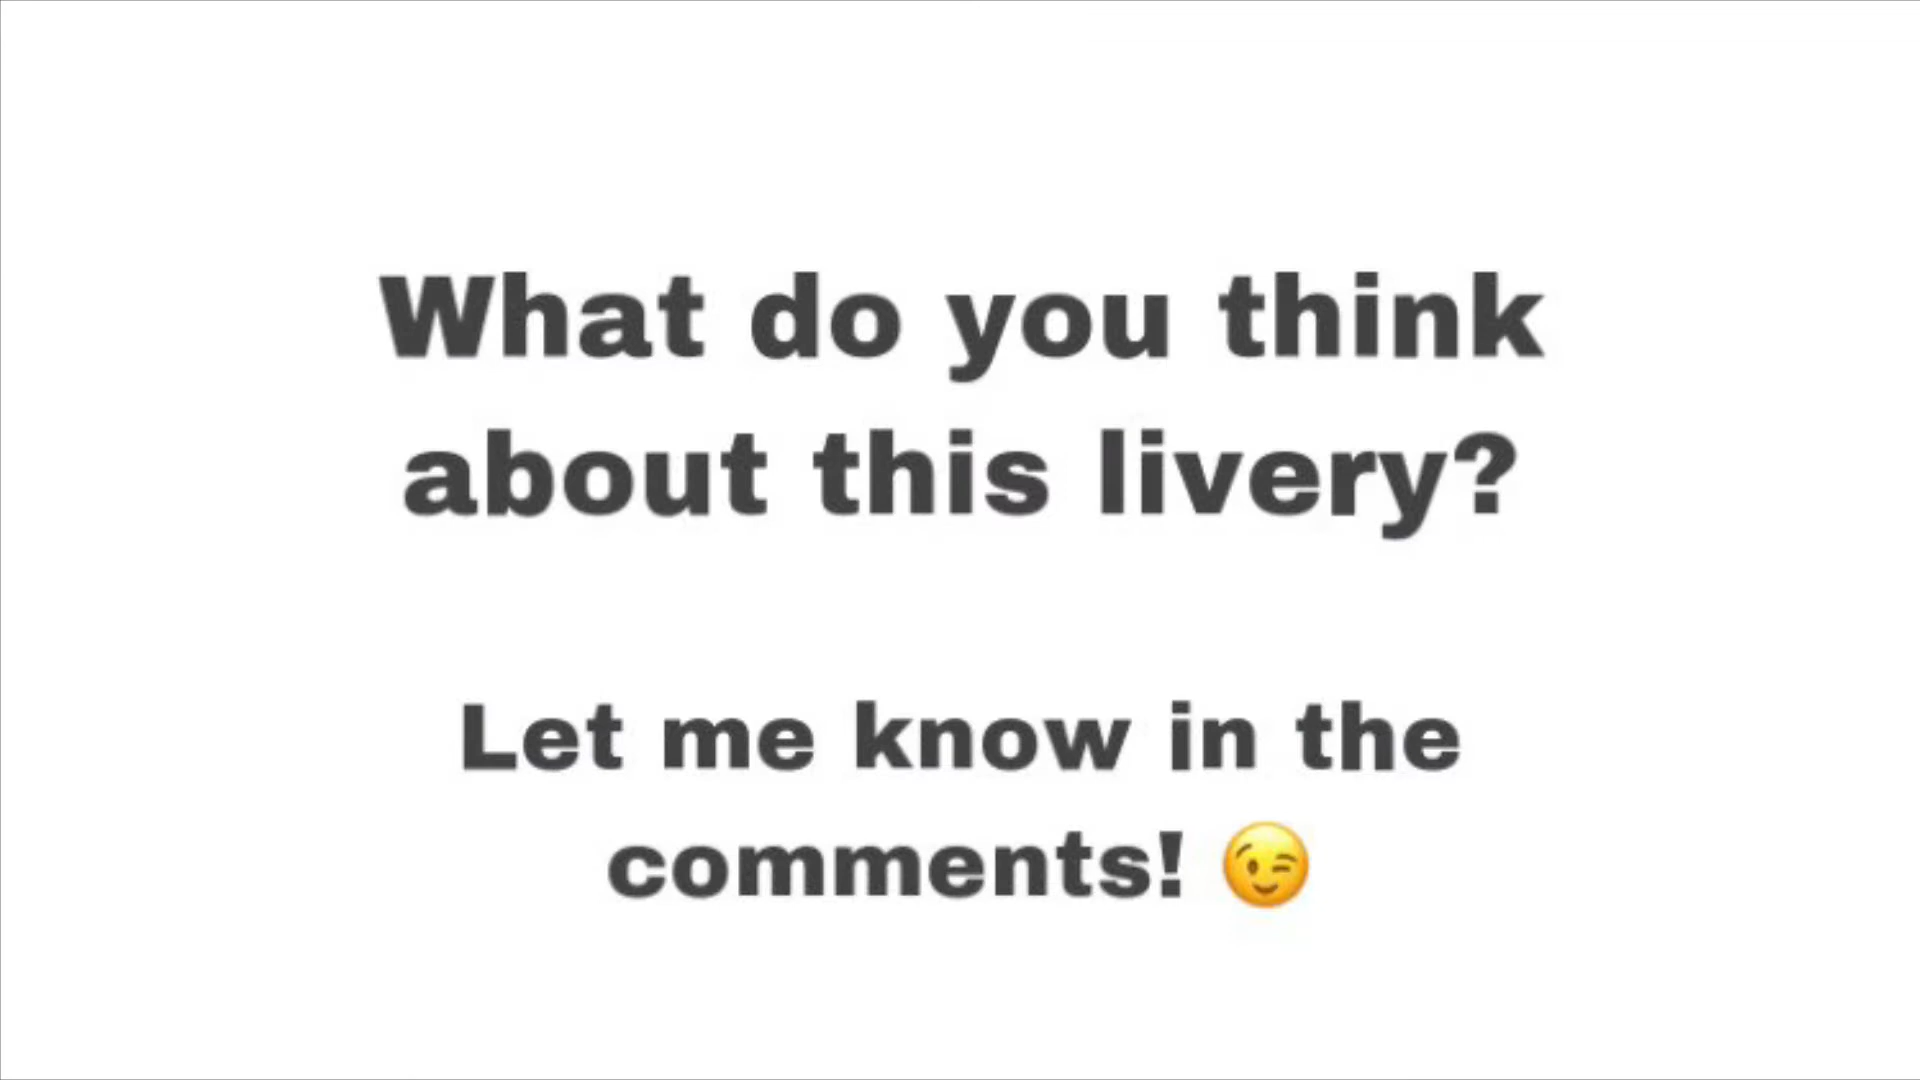 What do you think
about this livery?
Let me know in the
comments! 😉